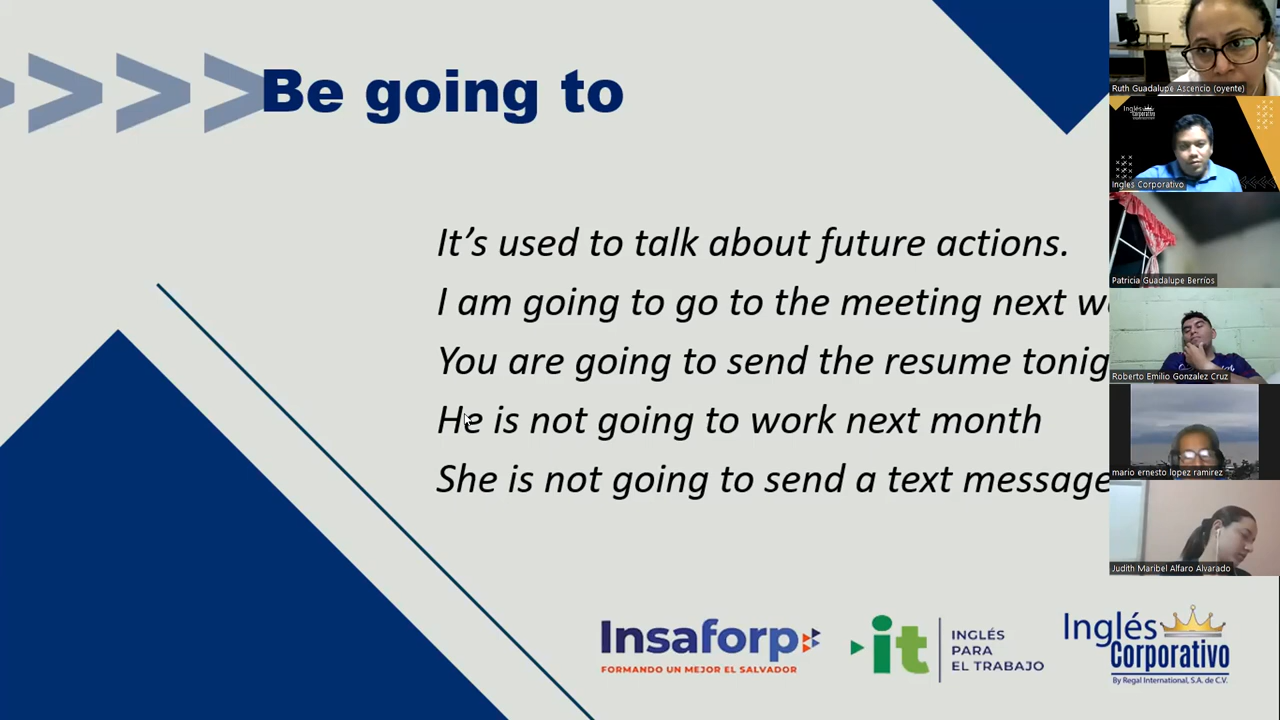 Be going to
It's used to talk about future actions.
I am going to go to the meeting next
You are going to send the resume
He is not going to work next month
She is not going to send a text message
Insaforp
FORMANDO UN MEJOR EL SALVADOR
it
INGLÉS
PARA
EL TRABAJO
Inglés
Corporativo
By Regal International, S.A. de C.V.
Ruth Guadalupe Ascencio (oyente)
Inglés
Corporativo
Ingles Corporativo
Patricia Guadalupe Berríos
Roberto Emilio Gonzalez Cruz
mario ernesto lopez ramirez
Judith Maribel Alfaro Alvarado